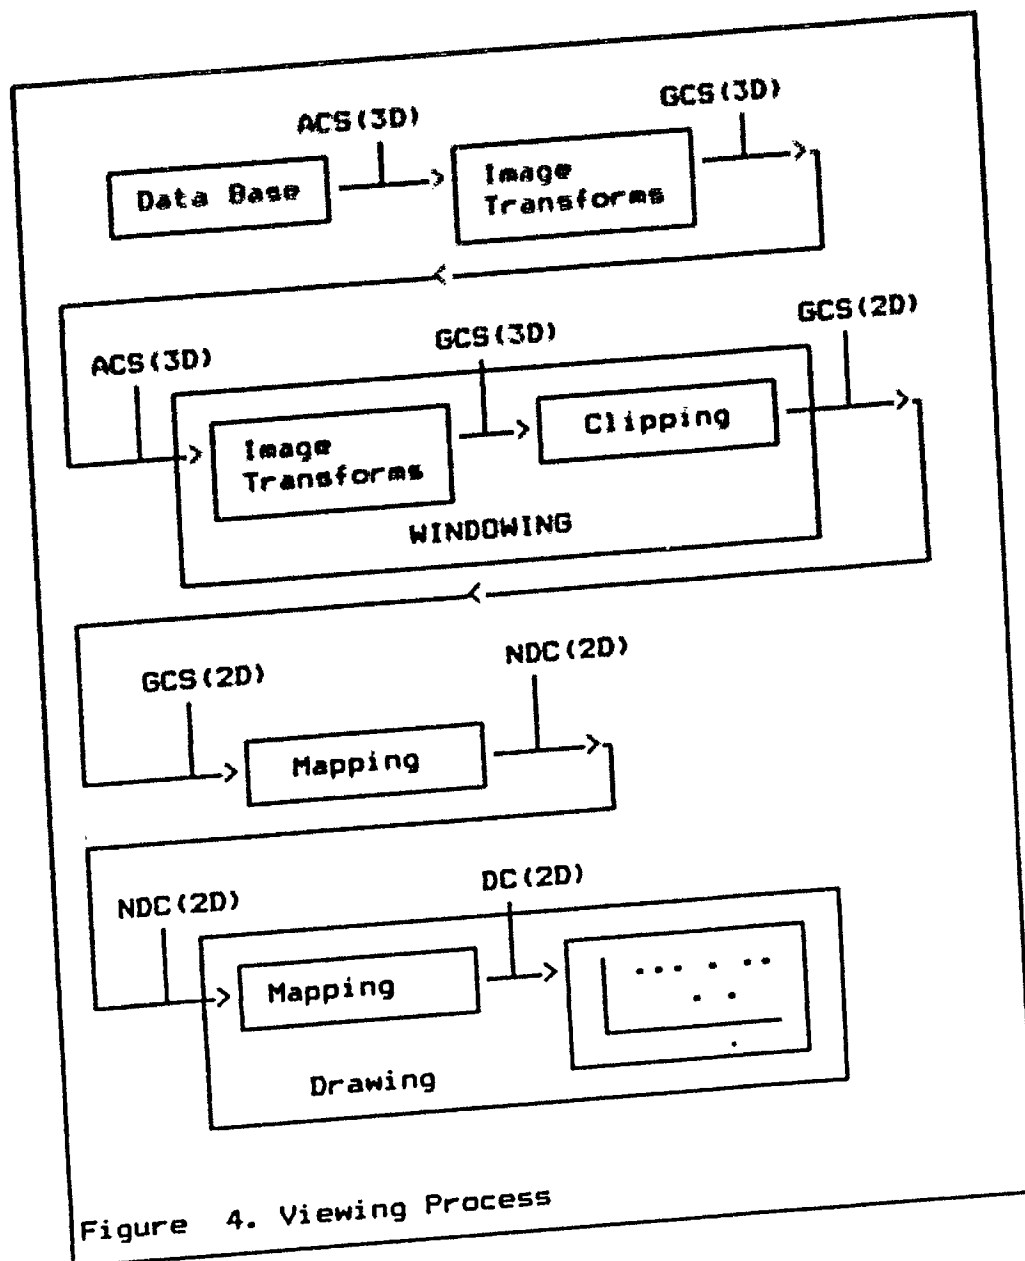 ACS(3D)
GCS(3D)
Data Base
Image
Transforms
ACS(3D)
GCS(3D)
GCS(2D)
Image
Transforms
Clipping
WINDOWING
GCS(2D)
NDC(2D)
Mapping
NDC(2D)
DC(2D)
Mapping
Drawing
Figure 4. Viewing Process